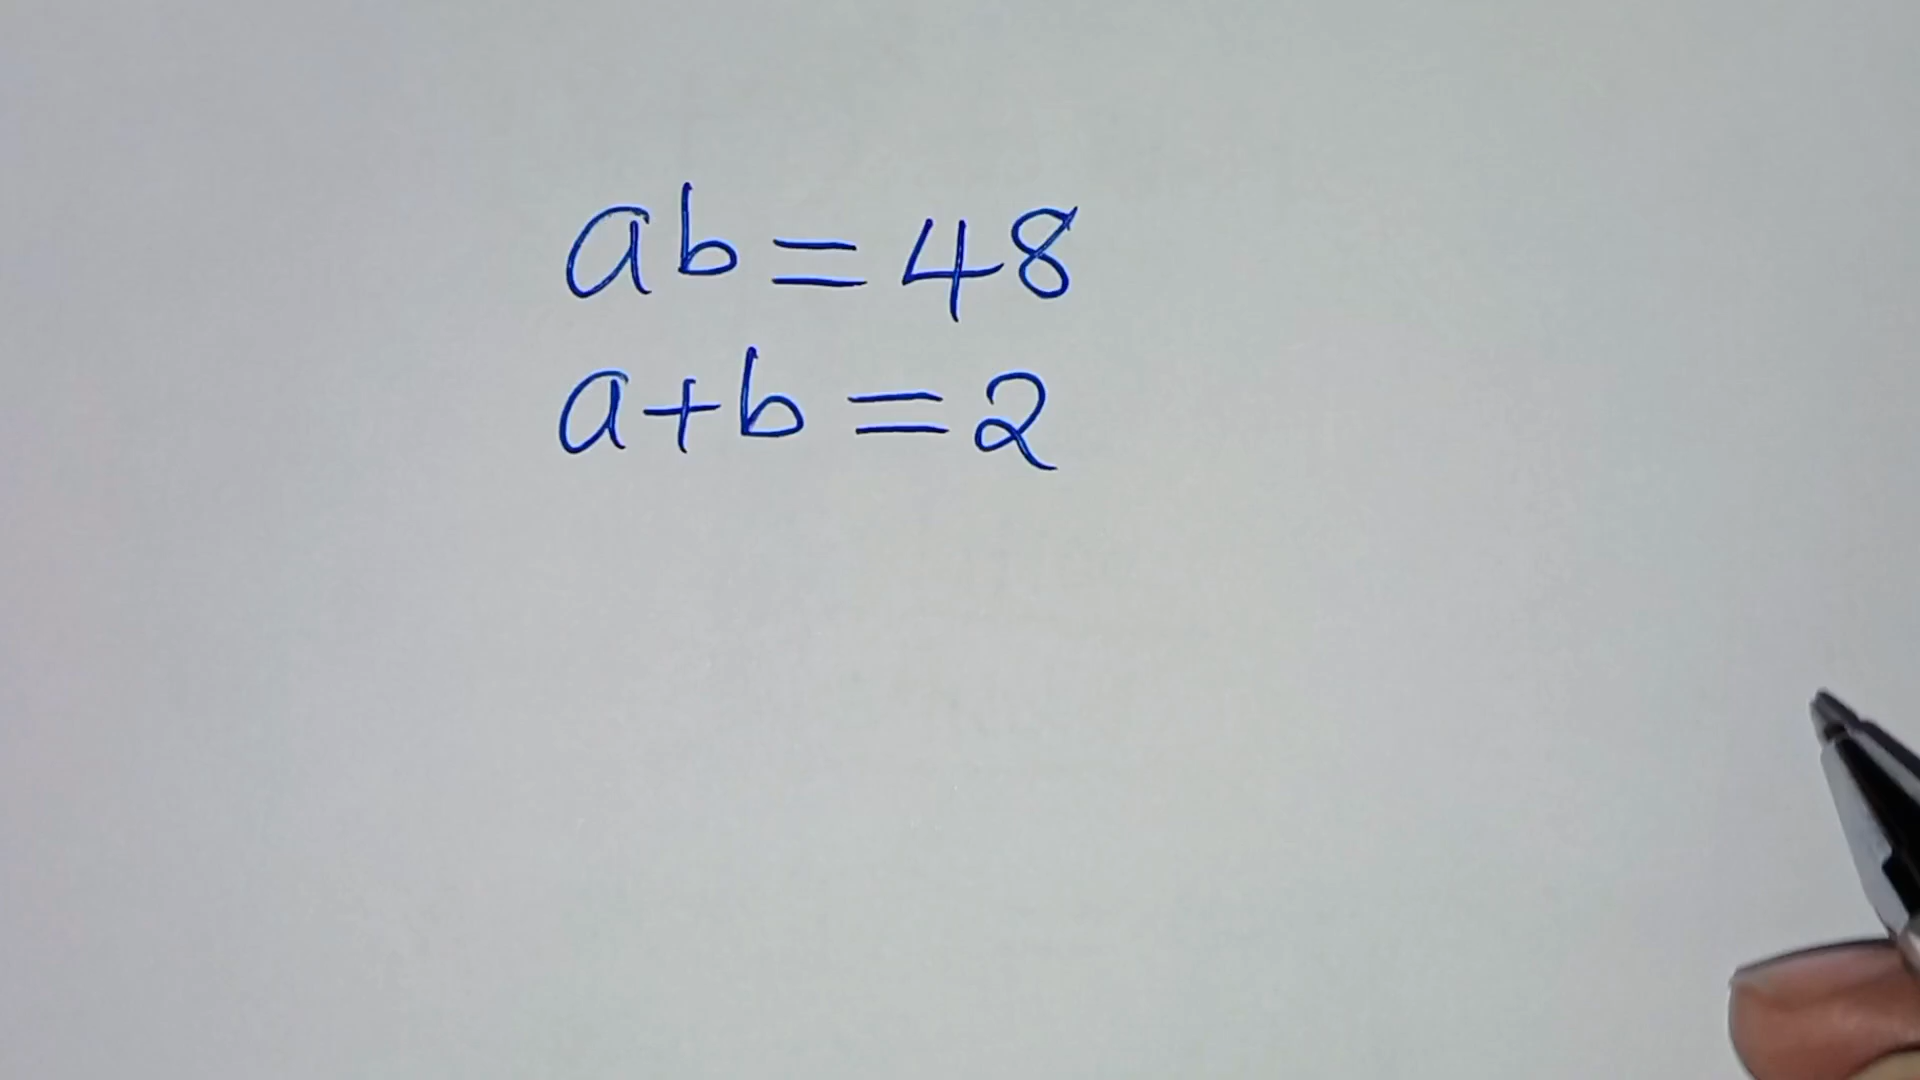 ab = 48
a+b = 2